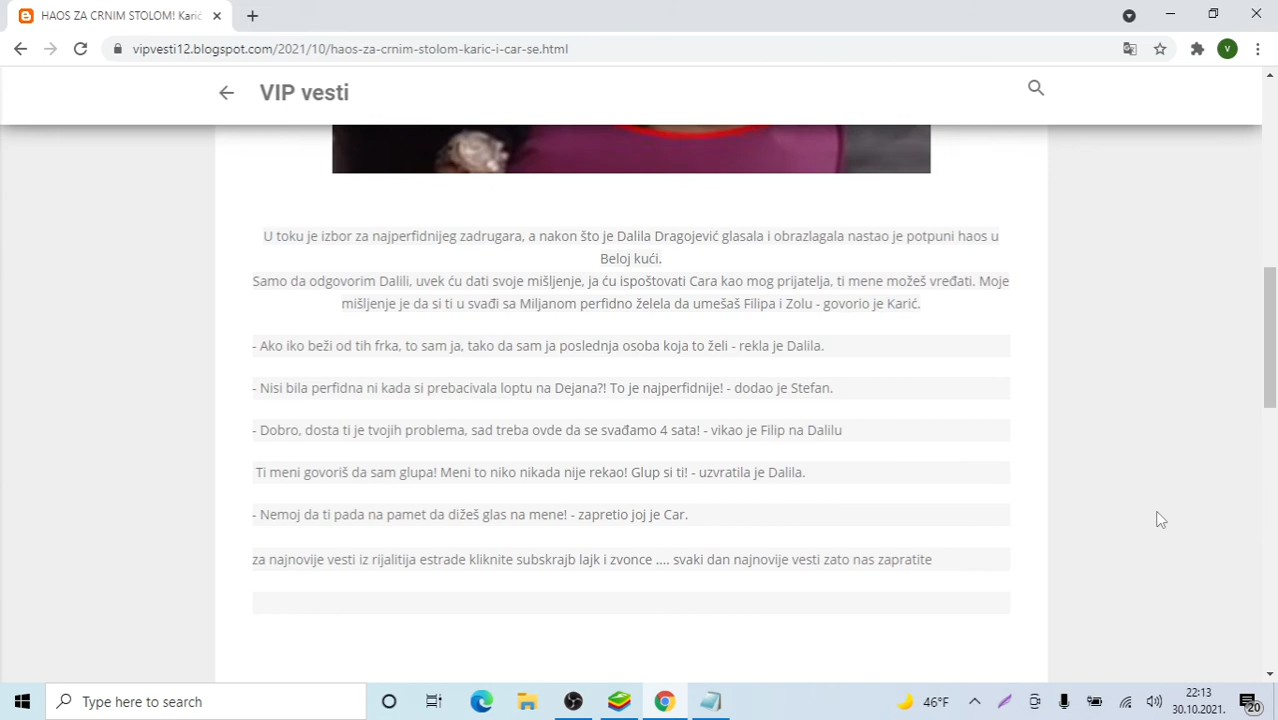 HAOS ZA CRNIM STOLOM! Karić
vipvesti12.blogspot.com/2021/10/haos-za-crnim-stolom-karic-i-car-se.html
V
VIP vesti
U toku je izbor za najperfidnijeg zadrugara, a nakon što je Dalila Dragojević glasala i obrazlagala nastao je potpuni haos u
Beloj kući.
Samo da odgovorim Dalili, uvek ću dati svoje mišljenje, ja ću ispoštovati Cara kao mog prijatelja, ti mene možeš vređati. Moje
mišljenje je da si ti u svađi sa Miljanom perfidno želela da umešaš Filipa i Zolu - govorio je Karić.
- Ako iko beži od tih frka, to sam ja, tako da sam ja poslednja osoba koja to želi - rekla je Dalila.
- Nisi bila perfidna ni kada si prebacivala loptu na Dejana?! To je najperfidnije! - dodao je Stefan.
- Dobro, dosta ti je tvojih problema, sad treba ovde da se svađamo 4 sata! - vikao je Filip na Dalilu
Ti meni govoriš da sam glupa! Meni to niko nikada nije rekao! Glup si ti! - uzvratila je Dalila.
- Nemoj da ti pada na pamet da dižeš glas na mene! - zapretio joj je Car.
za najnovije vesti iz rijalitija estrade kliknite subskrajb lajk i zvonce .... svaki dan najnovije vesti zato nas zapratite
Type here to search
46°F
22:13
30.10.2021.
20